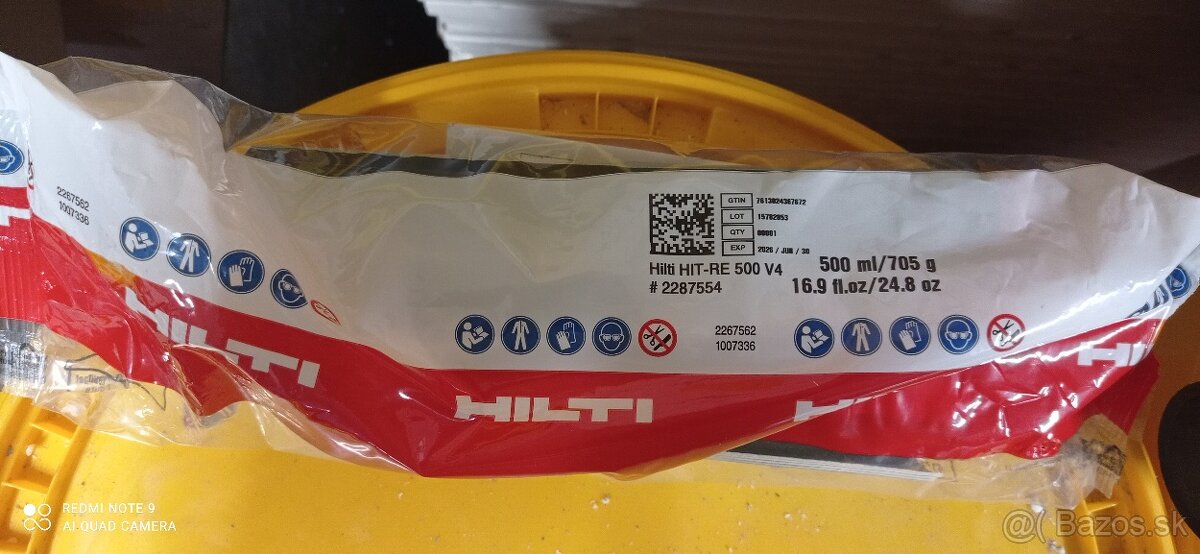 2267562
1007336
HILTI
GTIN 7613024367672
LOT 15702053
QTY 00001
EXP 2026 / JUN / 30
Hilti HIT-RE 500 V4
# 2287554
500 ml/705 g
16.9 fl.oz/24.8 oz
2267562
1007336
HILTI
REDMI NOTE 9
AI QUAD CAMERA
@( Bazos.sk